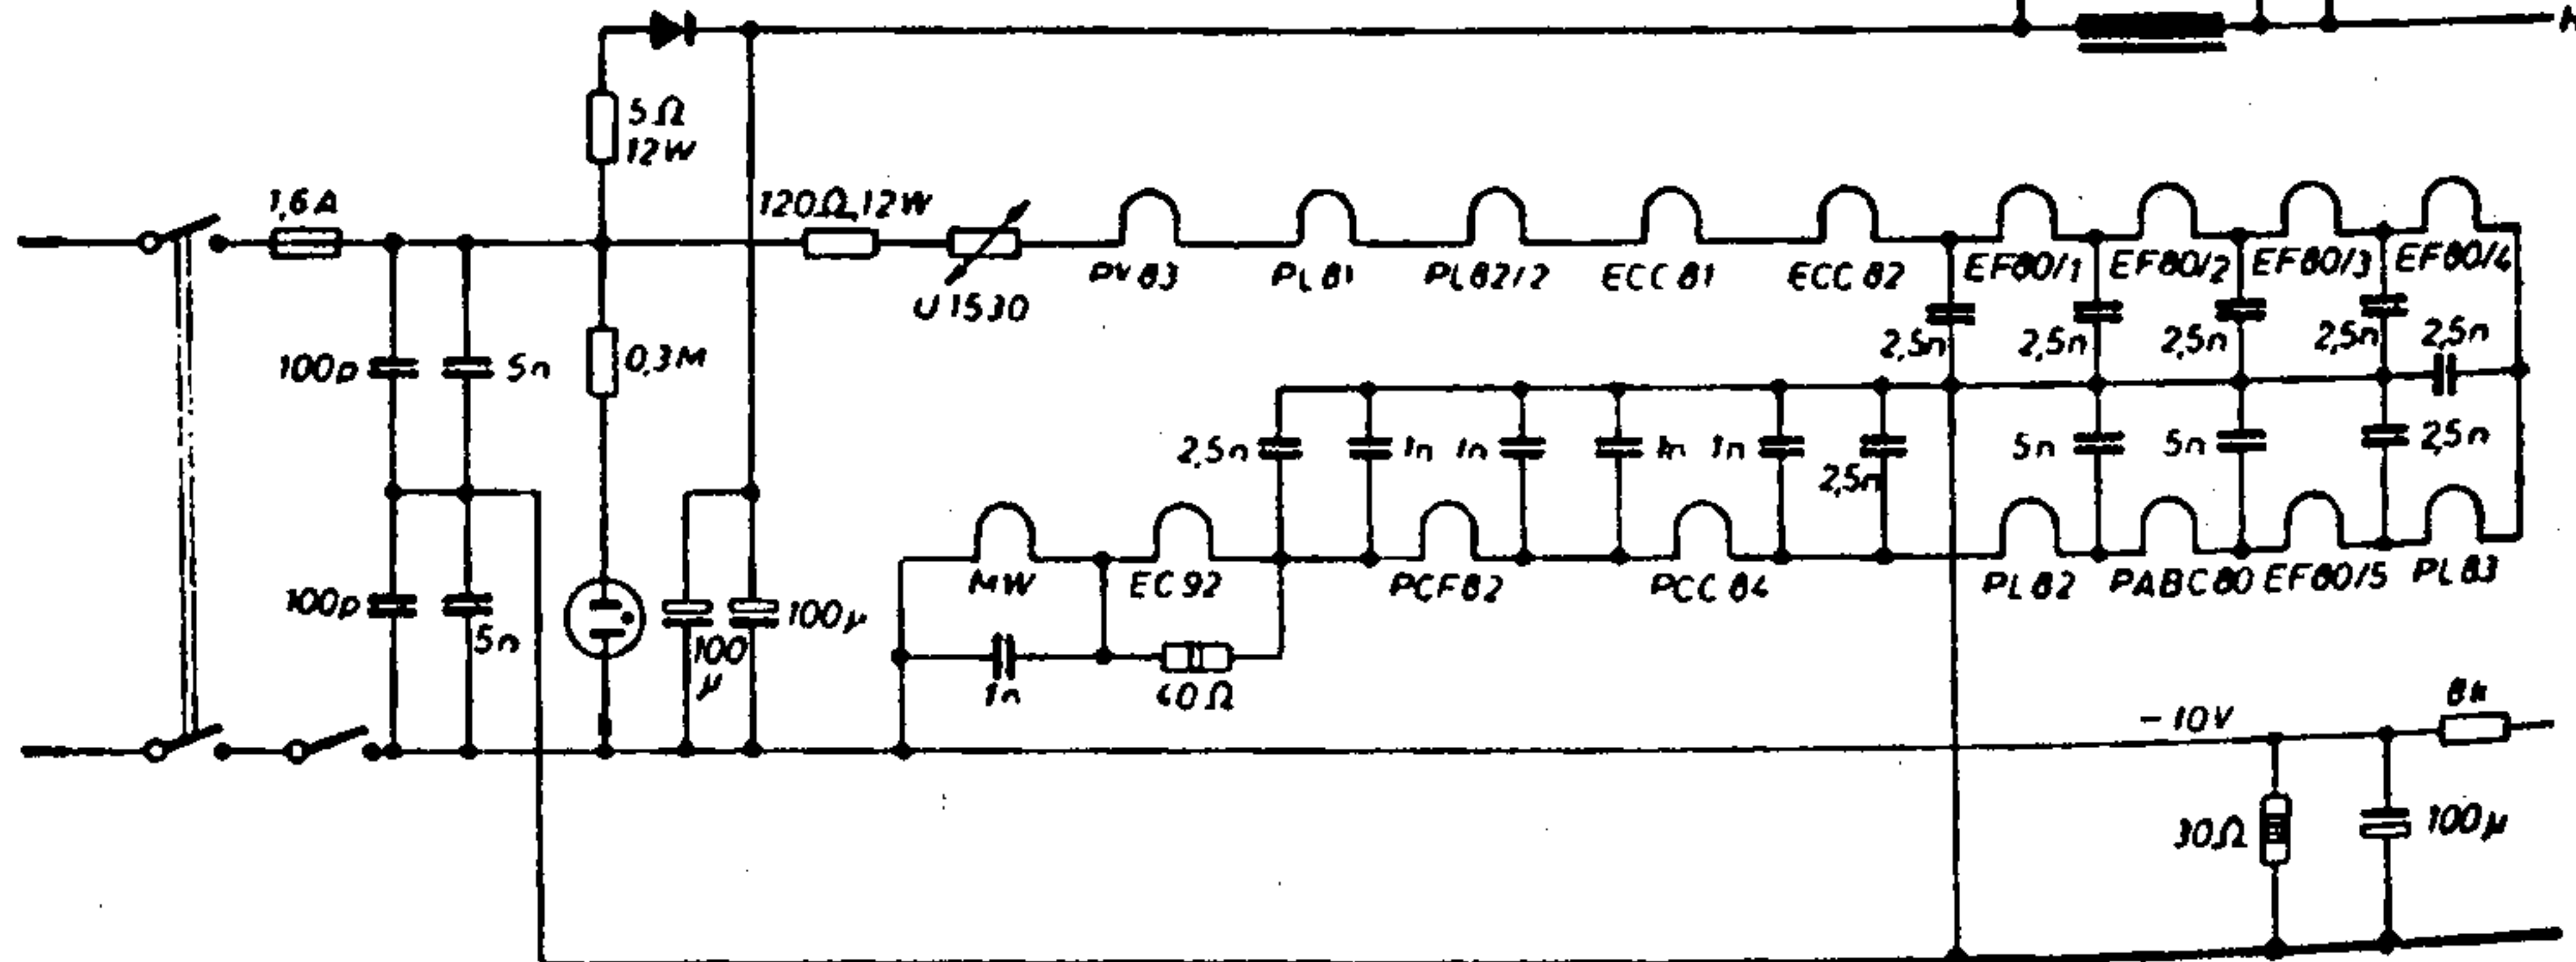 5Ω
12W
1,6A
120Ω,12W
U1530
PY83
PL81
PL82/2
ECC81
ECC82
EF80/1
EF80/2
EF80/3
EF80/4
100p
5n
0,3M
2,5n
2,5n
2,5n
2,5n
2,5n
2,5n
1n
1n
1n
1n
2,5n
5n
5n
2,5n
MW
EC92
PCF82
PCC84
PL82
PABC80
EF80/5
PL83
100p
5n
100
μ
100μ
1n
40Ω
-10V
8k
30Ω
100μ